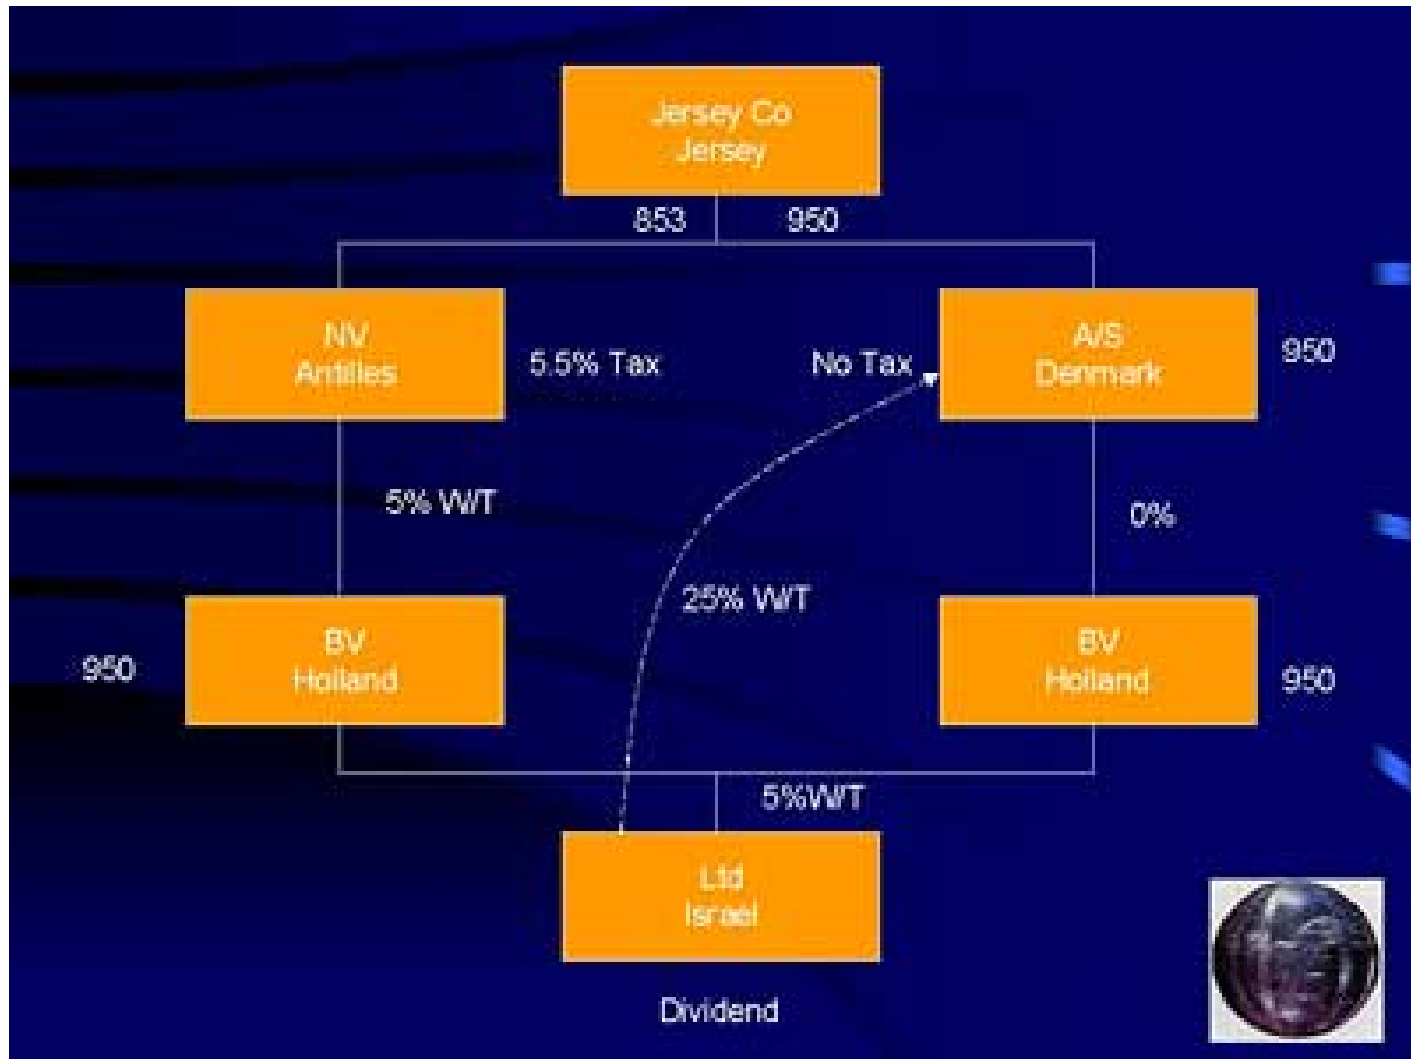 Jersey Co
Jersey
853 950
NV
Antilles
5.5% Tax
No Tax
A/S
Denmark
950
5% W/T
0%
25% W/T
950
BV
Holland
BV
Holland
950
5%W/T
Ltd
Israel
Dividend